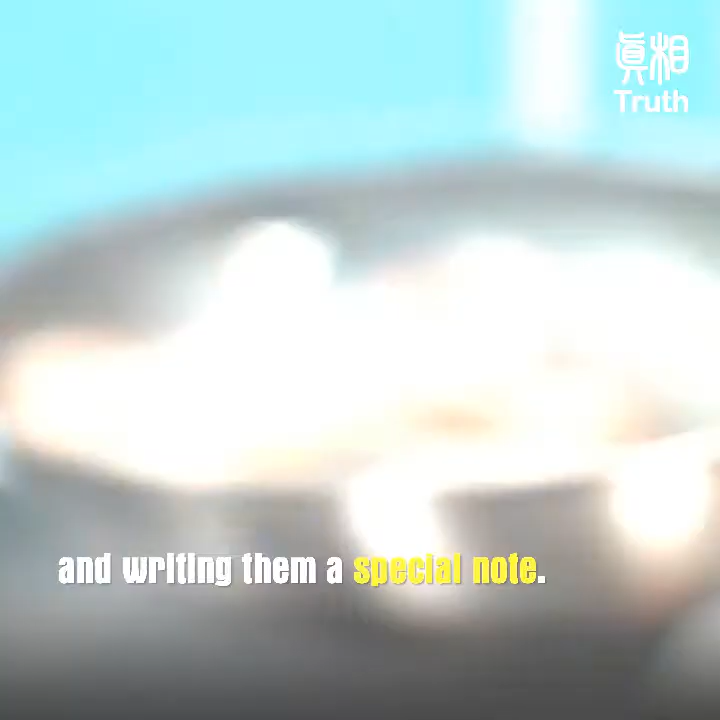 真相
Truth
and writing them a special note.